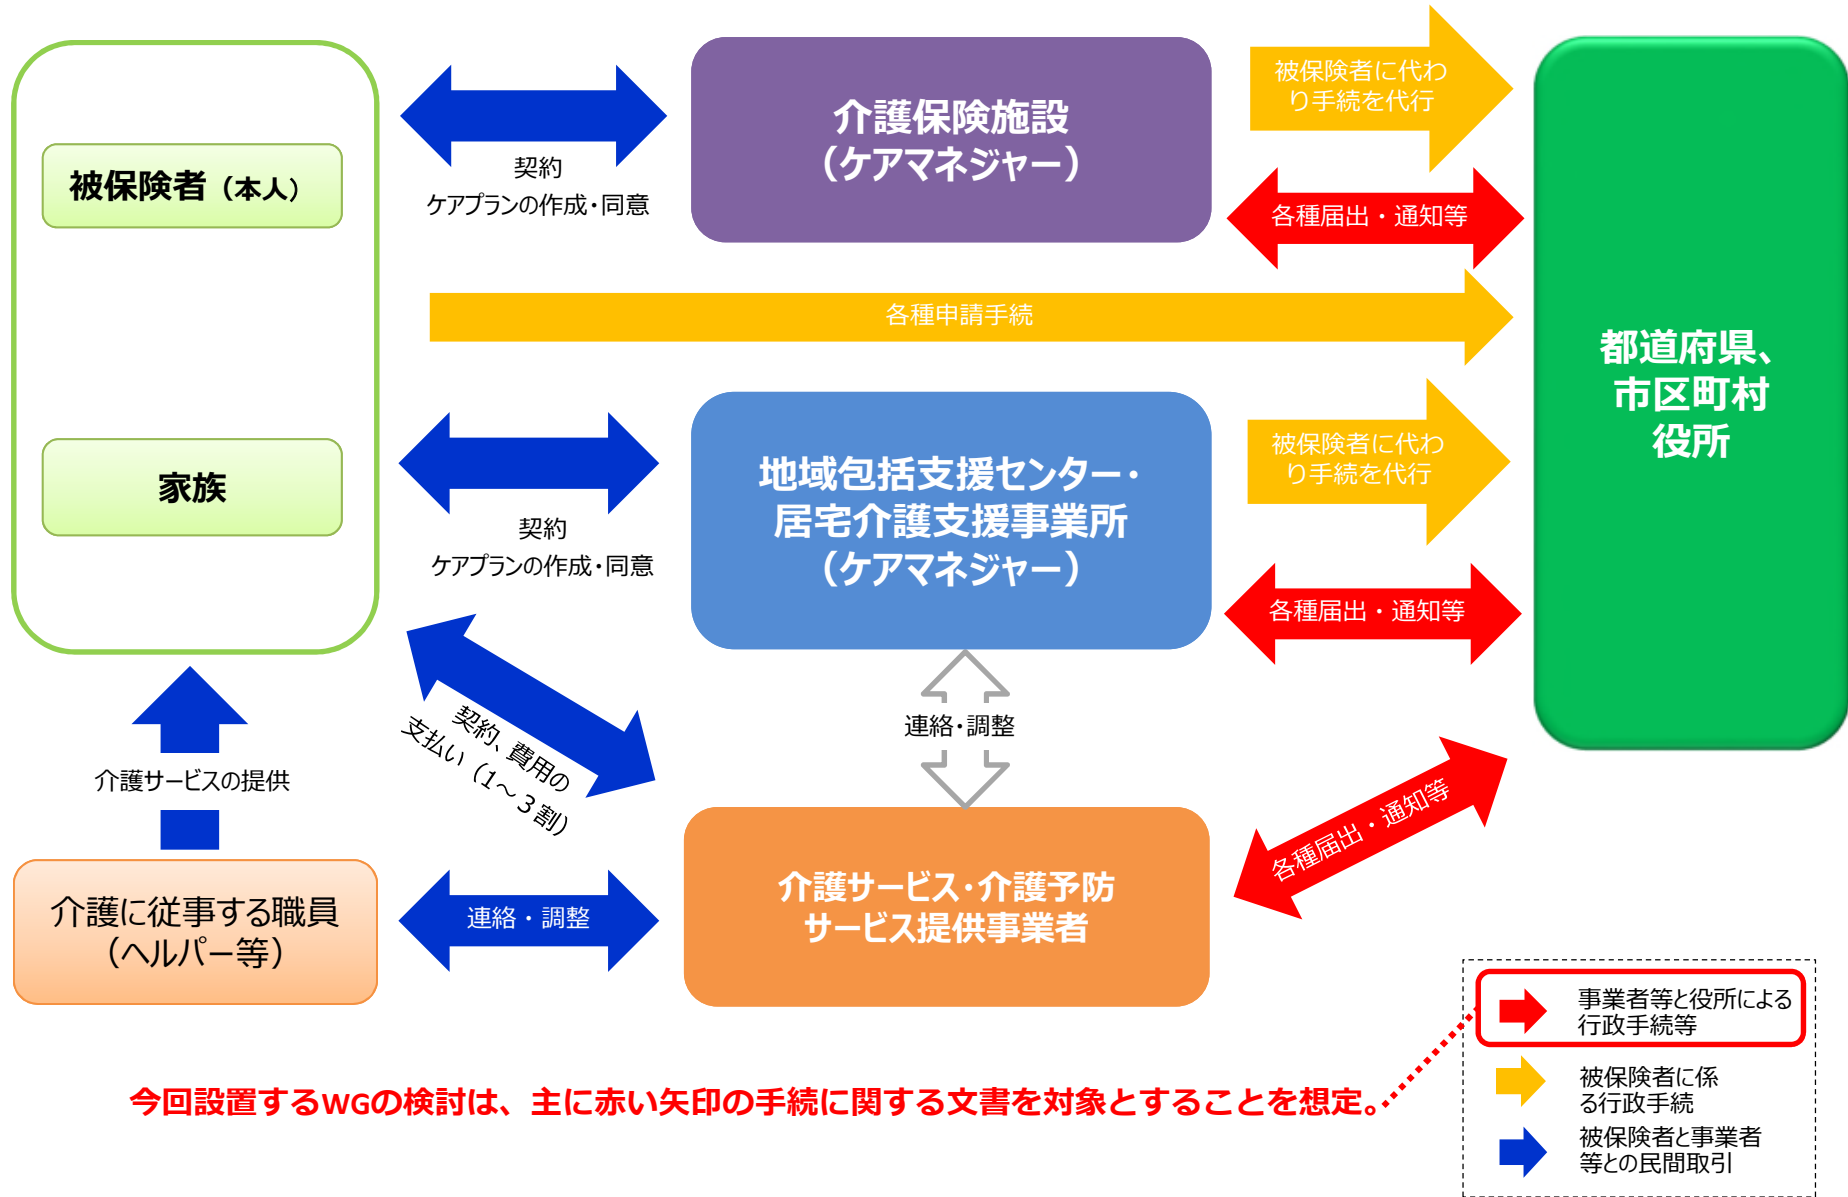 被保険者（本人）
家族
契約
ケアプランの作成・同意
介護保険施設
（ケアマネジャー）
被保険者に代わ
り手続を代行
各種届出・通知等
各種申請手続
都道府県、
市区町村
役所
契約
ケアプランの作成・同意
地域包括支援センター・
居宅介護支援事業所
（ケアマネジャー）
被保険者に代わ
り手続を代行
各種届出・通知等
介護サービスの提供
契約、費用の
支払い（1～３割）
連絡・調整
各種届出・通知等
介護に従事する職員
（ヘルパー等）
連絡・調整
介護サービス・介護予防
サービス提供事業者
事業者等と役所による
行政手続等
被保険者に係
る行政手続
被保険者と事業者
等との民間取引
今回設置するWGの検討は、主に赤い矢印の手続に関する文書を対象とすることを想定。